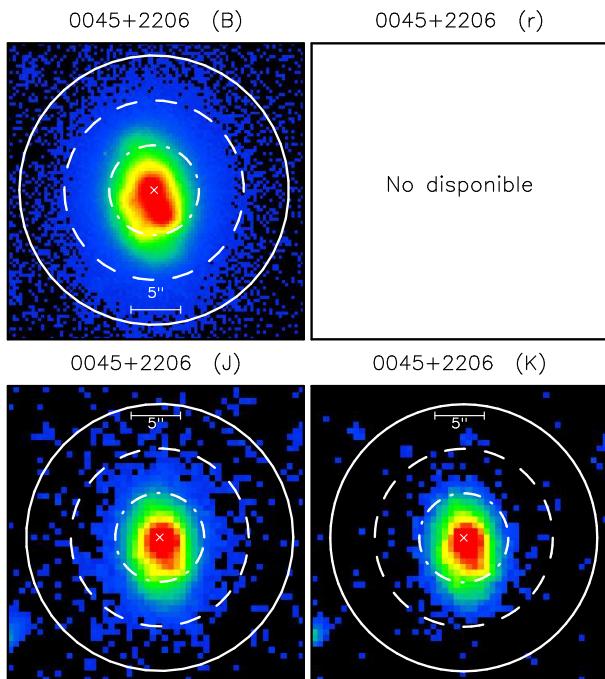 0045+2206 (B)
0045+2206 (r)
5"
No disponible
0045+2206 (J)
0045+2206 (K)
5"
5"